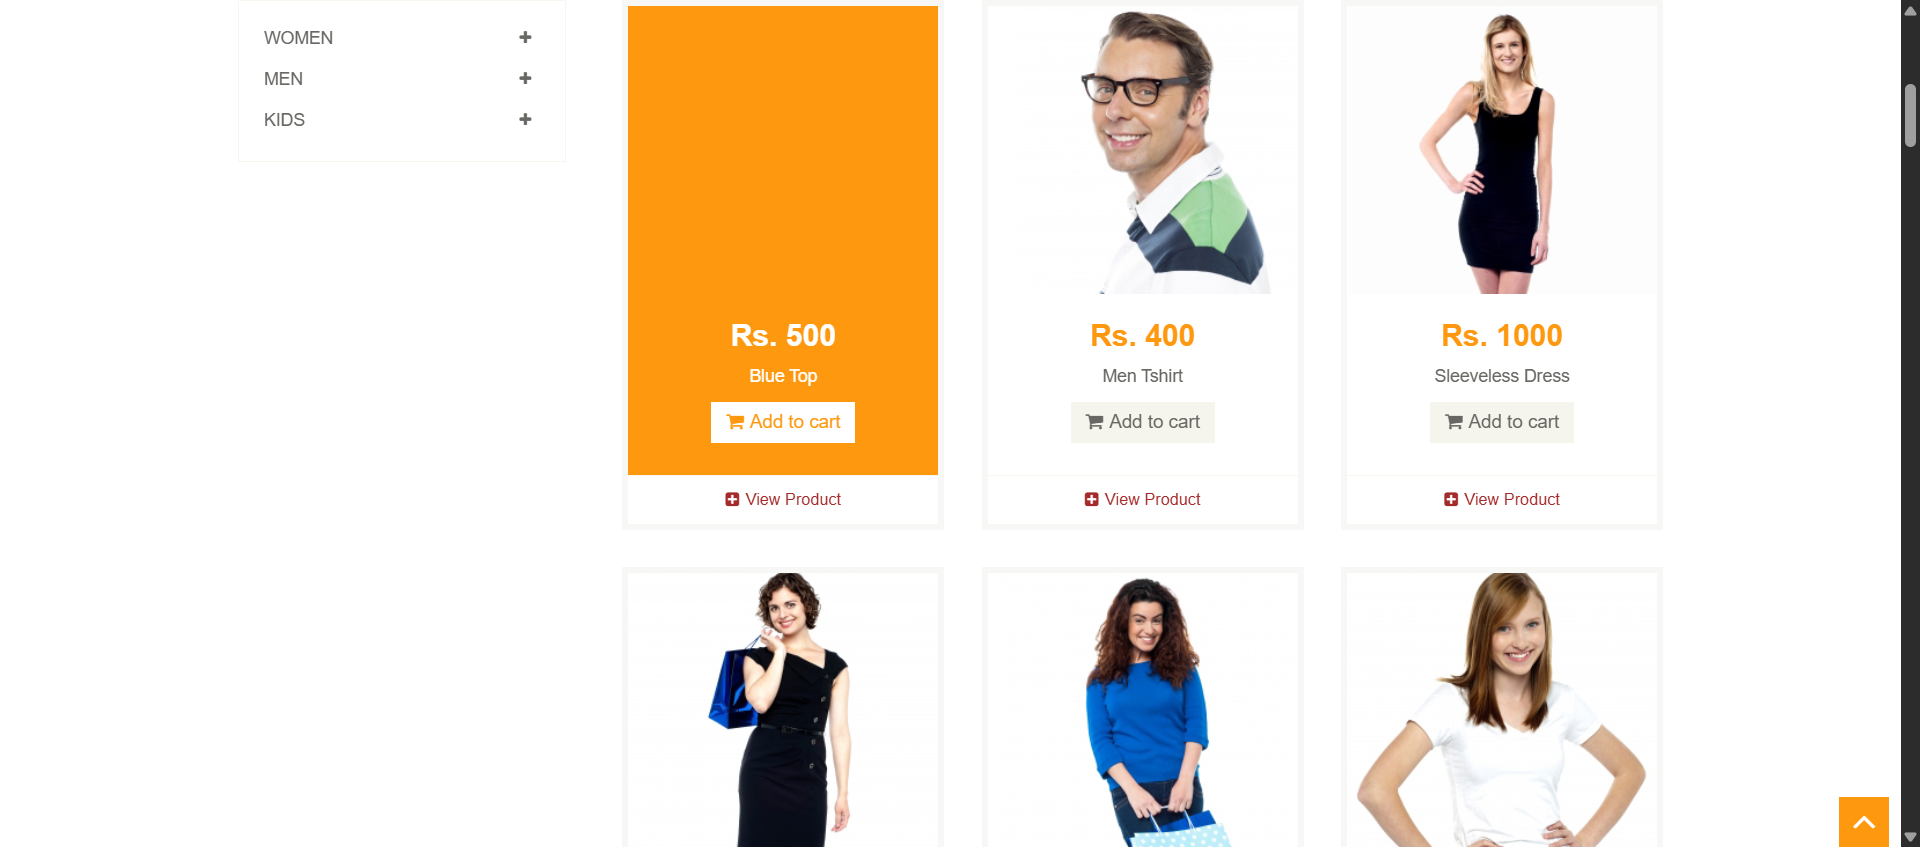 WOMEN
MEN
KIDS
Rs. 500
Blue Top
Add to cart
View Product
Rs. 400
Men Tshirt
Add to cart
View Product
Rs. 1000
Sleeveless Dress
Add to cart
View Product